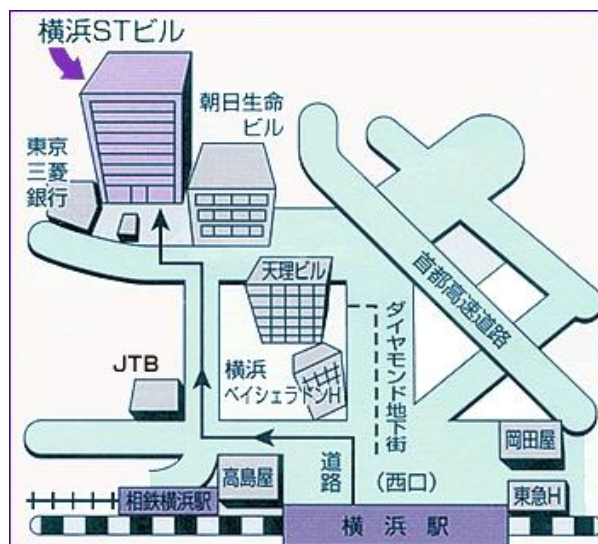 横浜STビル
朝日生命
ビル
東京
三菱
銀行
首都高速道路
天理ビル
ダイヤモンド地下街
JTB
横浜
ベイシェラトンH
岡田屋
高島屋
道路
(西口)
東急H
相鉄横浜駅
横浜駅